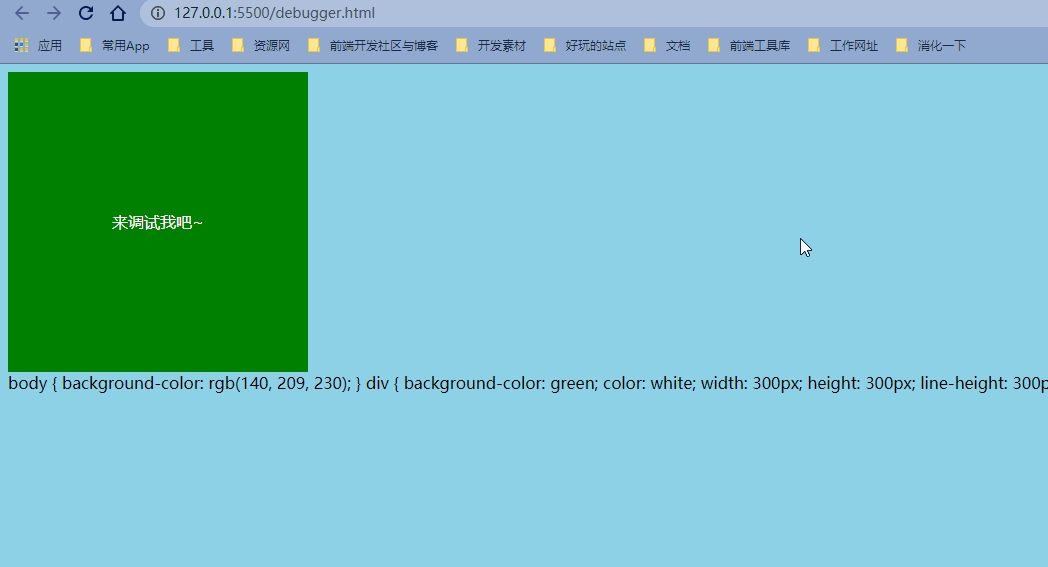 127.0.0.1:5500/debugger.html
应用 常用App 工具 资源网 前端开发社区与博客 开发素材 好玩的站点 文档 前端工具库 工作网址 消化一下
来调试我吧~
body { background-color: rgb(140, 209, 230); } div { background-color: green; color: white; width: 300px; height: 300px; line-height: 300p